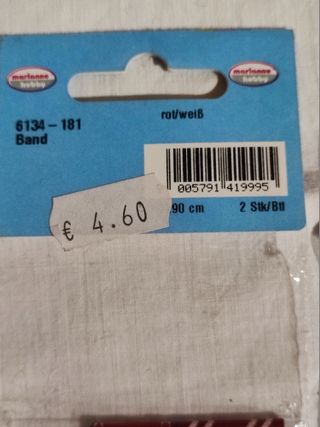 marianne hobby
marianne hobby
6134-181
Band
rot/weiß
005791 419995
€ 4.60
90 cm
2 Stk/Btl